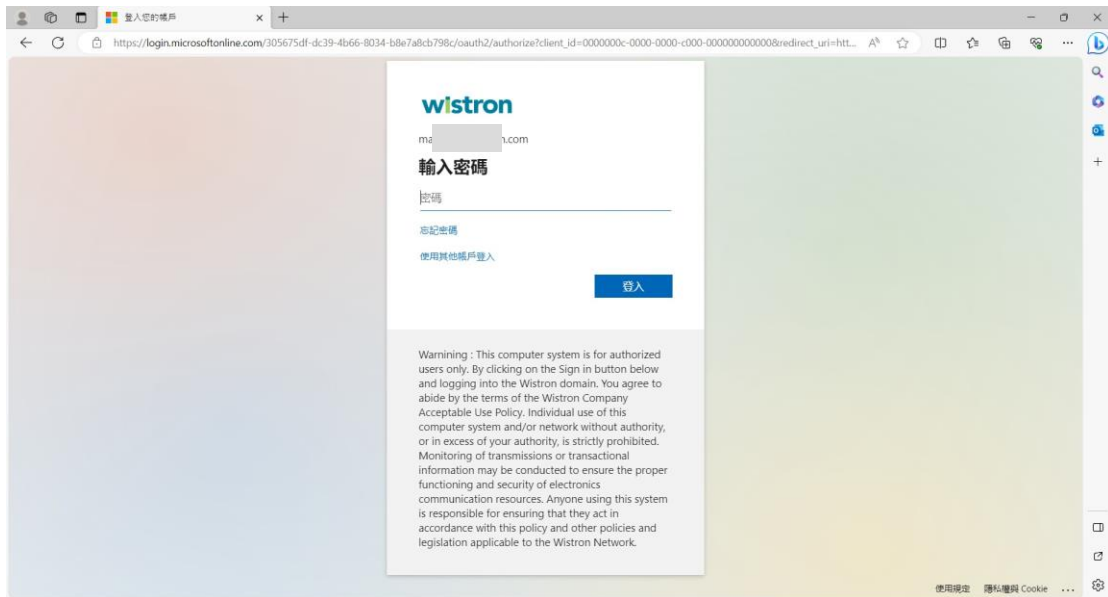 登入您的帳戶
https://login.microsoftonline.com/305675df-dc39-4b66-8034-b8e7a8cb798c/oauth2/authorize?client_id=0000000c-0000-0000-c000-000000000000&redirect_uri=htt...
wistron
ma n.com
輸入密碼
密碼
忘記密碼
使用其他帳戶登入
登入
Warnining : This computer system is for authorized
users only. By clicking on the Sign in button below
and logging into the Wistron domain. You agree to
abide by the terms of the Wistron Company
Acceptable Use Policy. Individual use of this
computer system and/or network without authority,
or in excess of your authority, is strictly prohibited.
Monitoring of transmissions or transactional
information may be conducted to ensure the proper
functioning and security of electronics
communication resources. Anyone using this system
is responsible for ensuring that they act in
accordance with this policy and other policies and
legislation applicable to the Wistron Network.
使用規定 隱私權與 Cookie ...